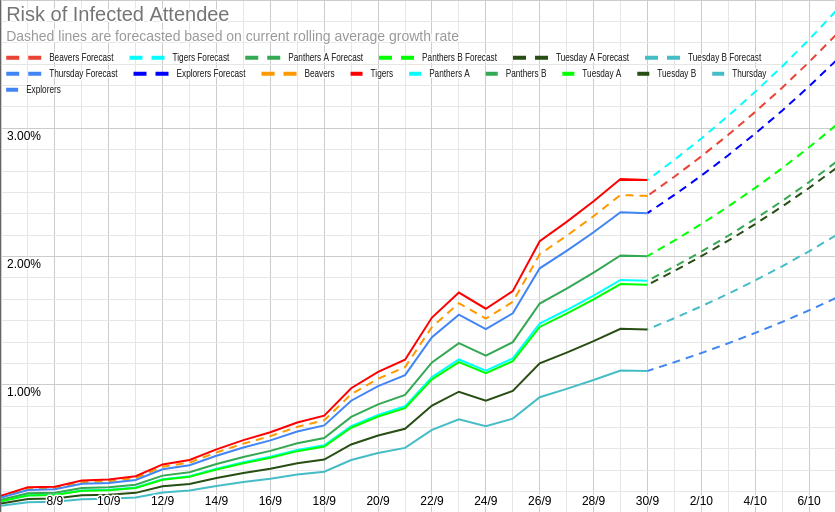 Risk of Infected Attendee
Dashed lines are forecasted based on current rolling average growth rate
Beavers Forecast Tigers Forecast Panthers A Forecast Panthers B Forecast Tuesday A Forecast Tuesday B Forecast
Thursday Forecast Explorers Forecast Beavers Tigers Panthers A Panthers B Tuesday A Tuesday B Thursday
Explorers
3.00%
2.00%
1.00%
8/9 10/9 12/9 14/9 16/9 18/9 20/9 22/9 24/9 26/9 28/9 30/9 2/10 4/10 6/10